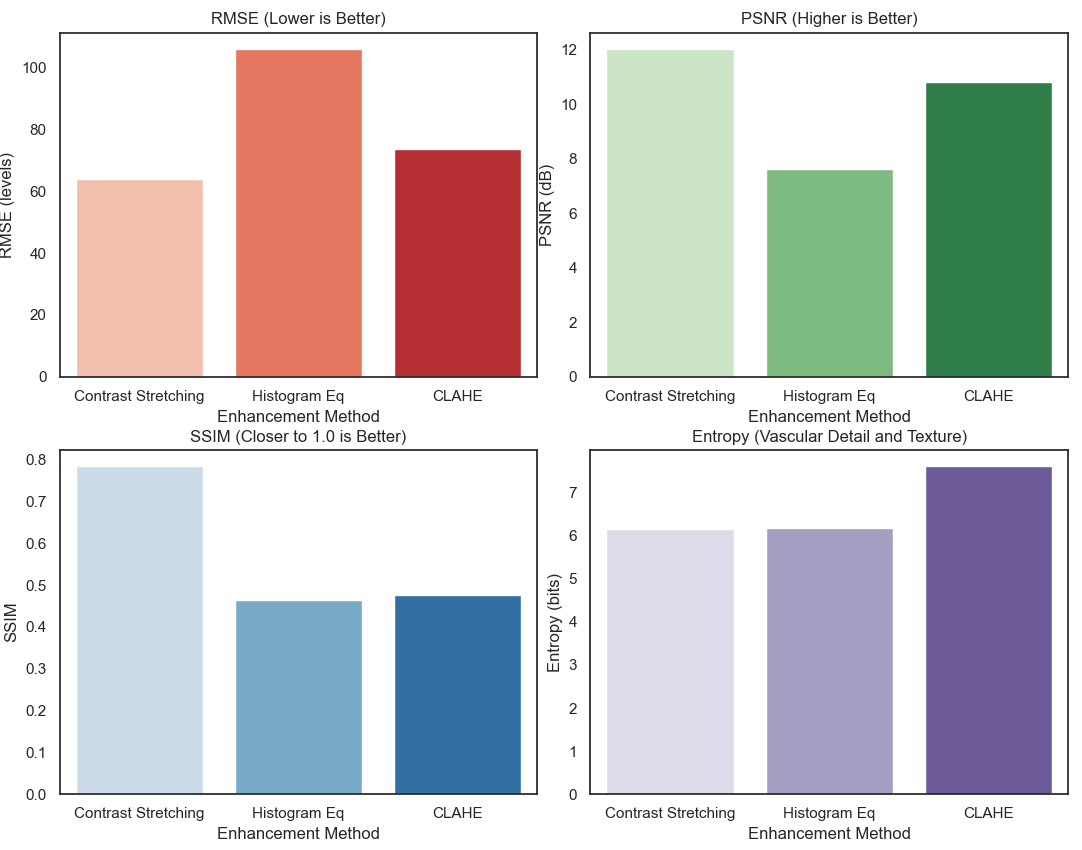 RMSE (Lower is Better)
RMSE (levels)
100
80
60
40
20
0
Contrast Stretching Histogram Eq CLAHE
Enhancement Method
PSNR (Higher is Better)
PSNR (dB)
12
10
8
6
4
2
0
Contrast Stretching Histogram Eq CLAHE
Enhancement Method
SSIM (Closer to 1.0 is Better)
SSIM
0.8
0.7
0.6
0.5
0.4
0.3
0.2
0.1
0.0
Contrast Stretching Histogram Eq CLAHE
Enhancement Method
Entropy (Vascular Detail and Texture)
Entropy (bits)
7
6
5
4
3
2
1
0
Contrast Stretching Histogram Eq CLAHE
Enhancement Method